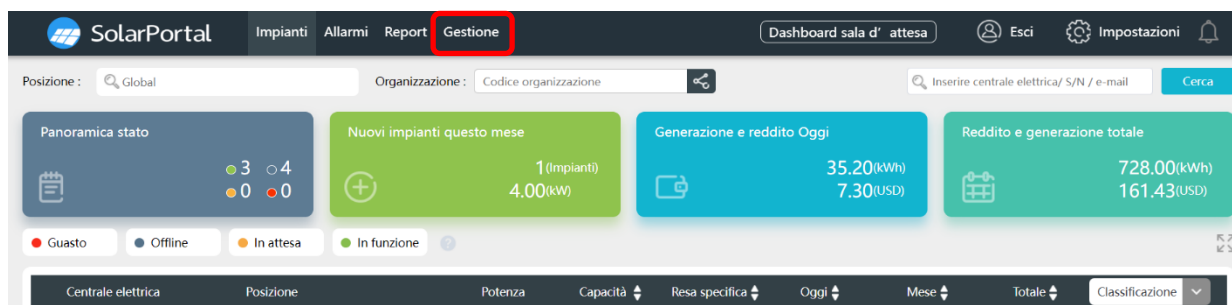 SolarPortal Impianti Allarmi Report Gestione Dashboard sala d' attesa Esci Impostazioni
Posizione : Global Organizzazione : Codice organizzazione Inserire centrale elettrica/ S/N / e-mail Cerca
Panoramica stato Nuovi impianti questo mese Generazione e reddito Oggi Reddito e generazione totale
3 4 1(Impianti) 35.20(kWh) 728.00(kWh)
0 0 4.00(kW) 7.30(USD) 161.43(USD)
Guasto Offline In attesa In funzione ?
Centrale elettrica Posizione Potenza Capacità Resa specifica Oggi Mese Totale Classificazione